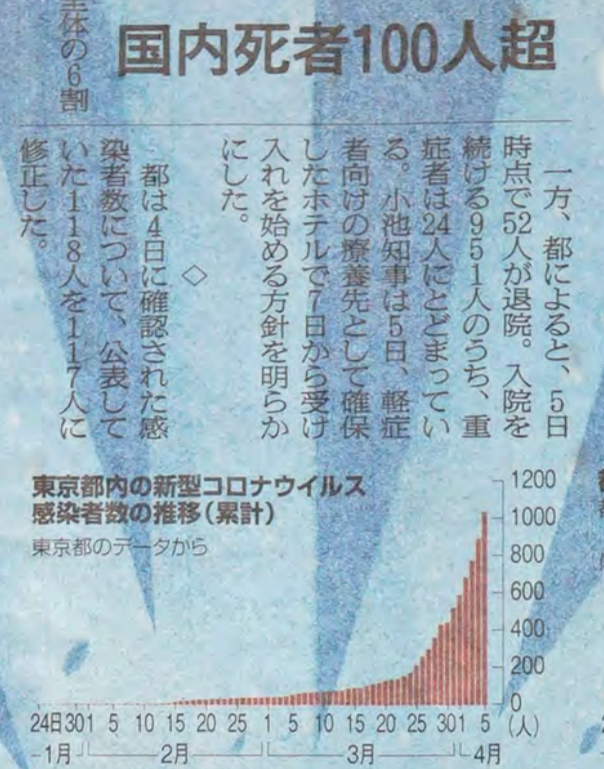 全体の6割
国内死者100人超
一方、都によると、5日
時点で52人が退院。入院を
続ける951人のうち、重
症者は24人にとどまってい
る。小池知事は5日、軽症
者向けの療養先として確保
したホテルで7日から受け
入れを始める方針を明らか
にした。
◇
都は4日に確認された感
染者数について、公表して
いた118人を117人に
修正した。
東京都内の新型コロナウイルス
感染者数の推移(累計)
東京都のデータから
1200
1000
800
600
400
200
0
(人)
24日 30 1 5 10 15 20 25 1 5 10 15 20 25 30 1 5
1月 2月 3月 4月